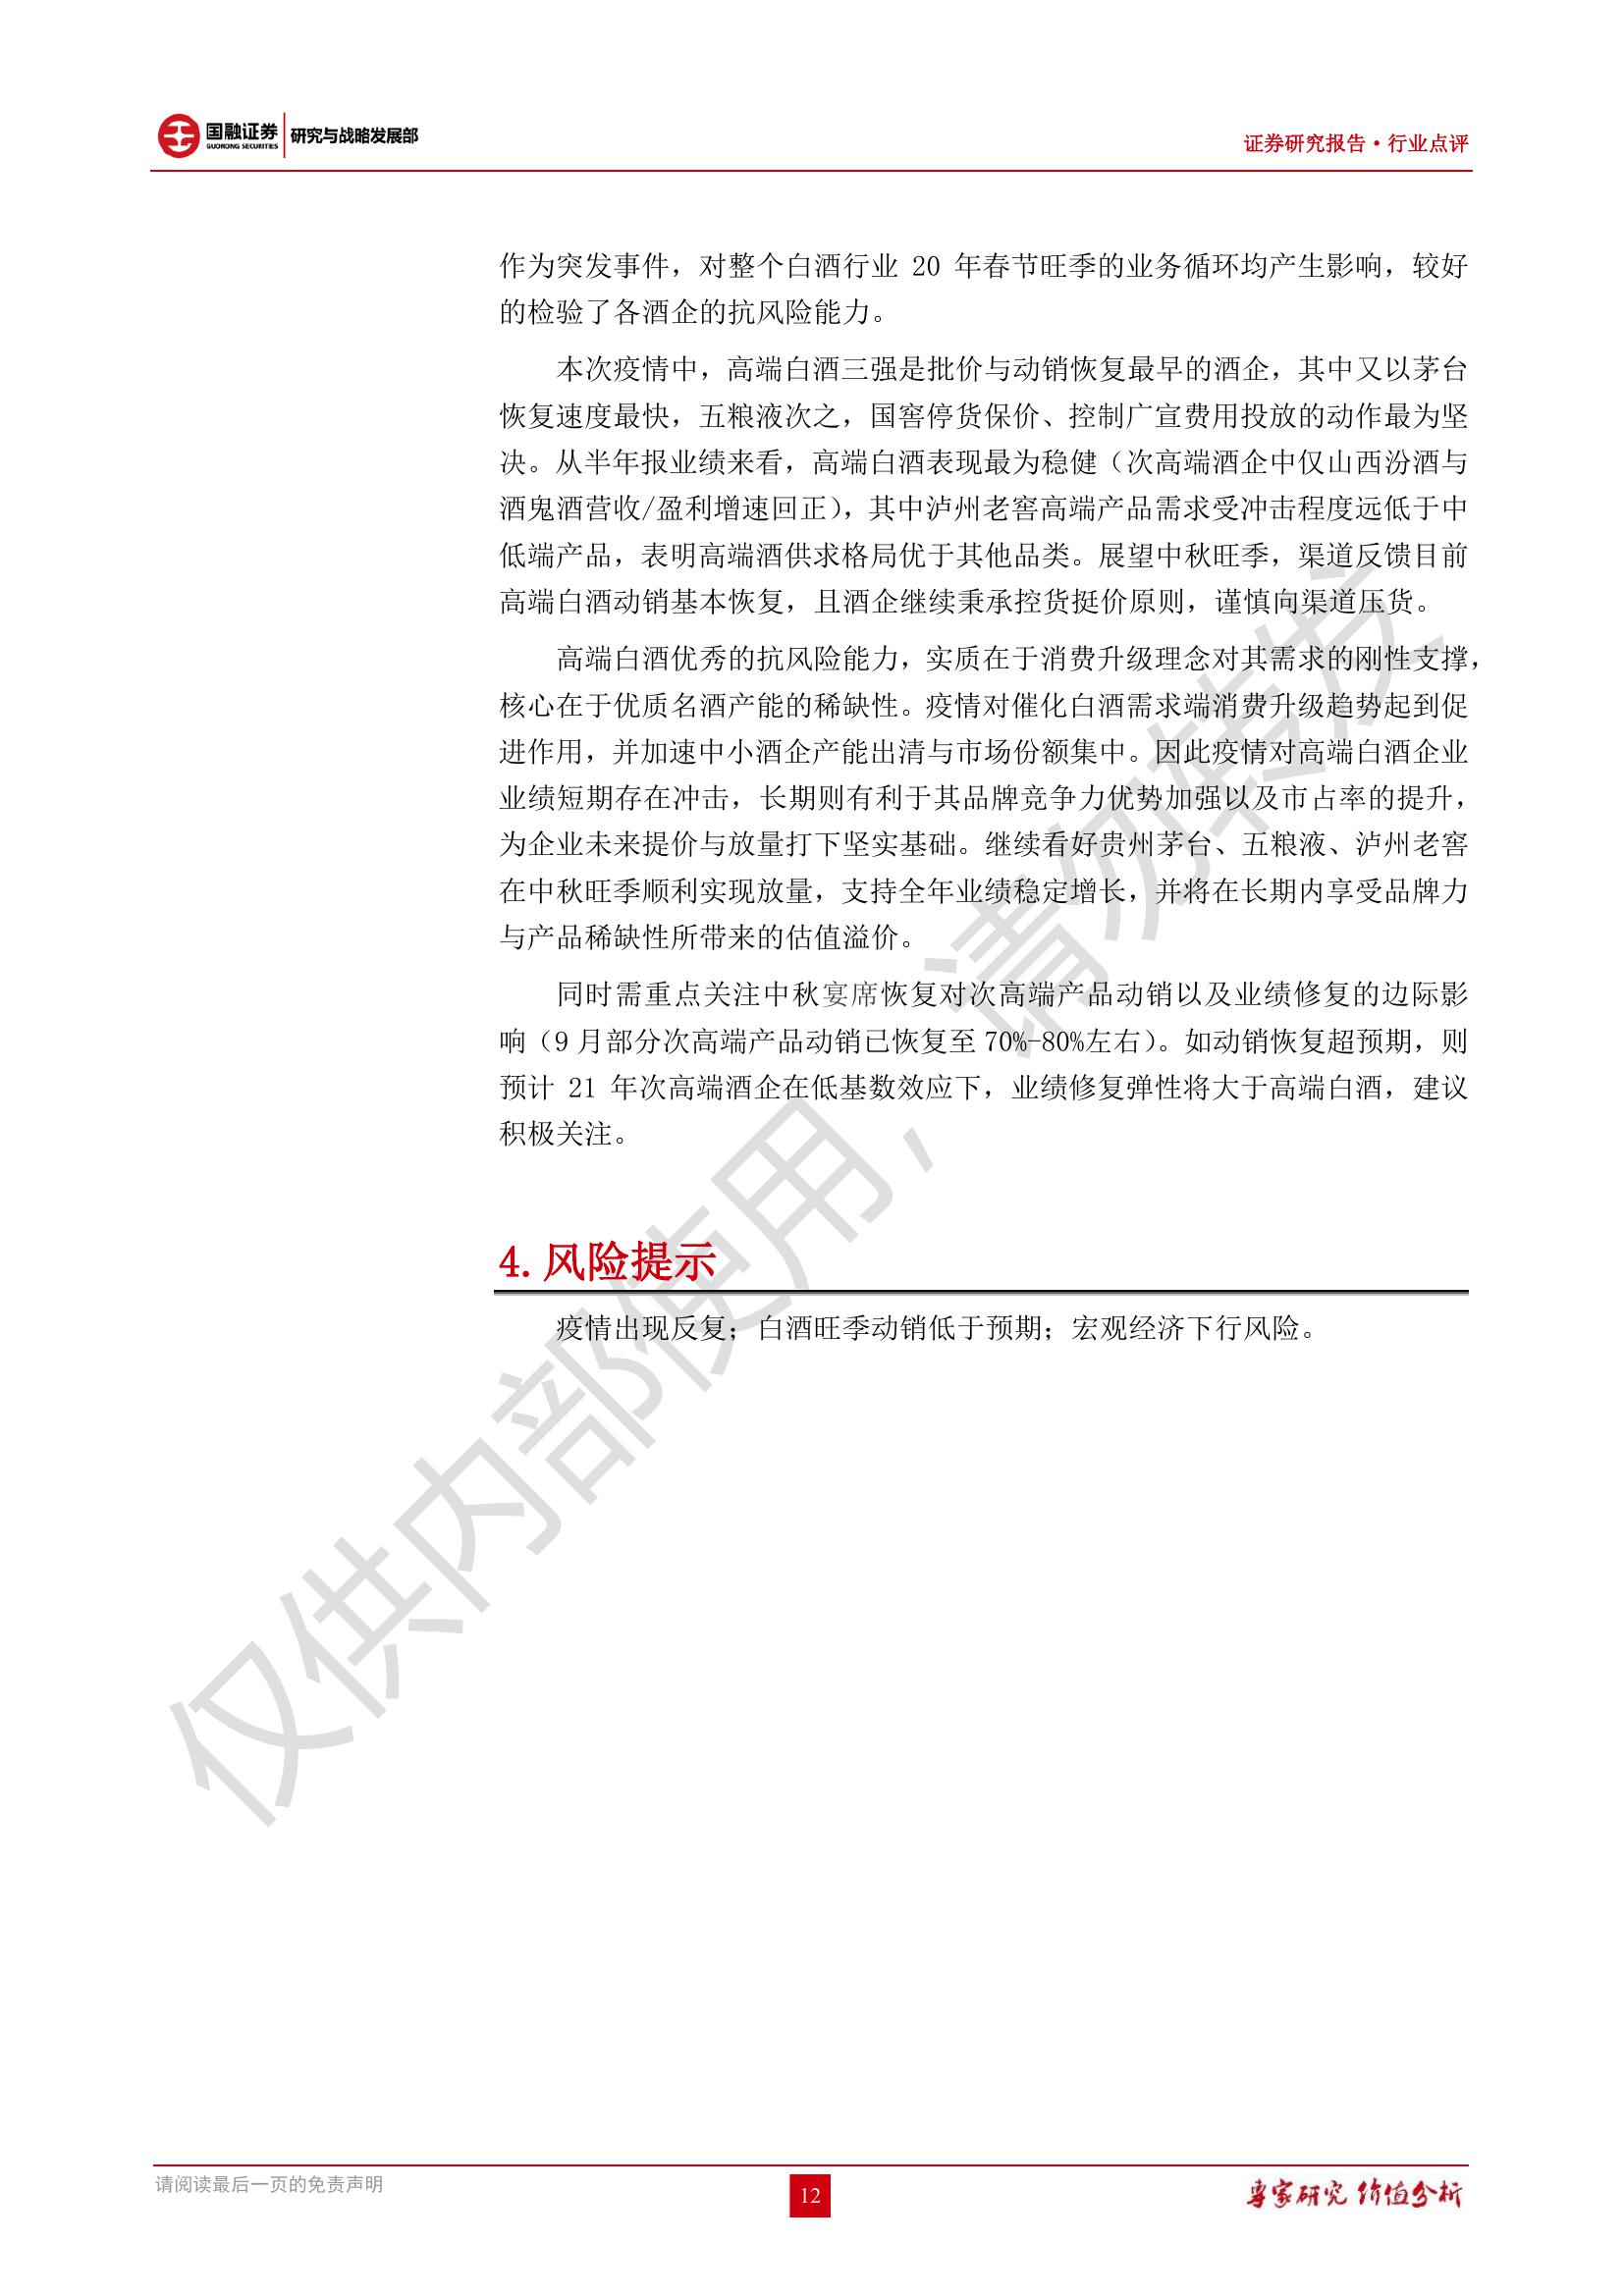 国融证券
GUORONG SECURITIES
研究与战略发展部
证券研究报告·行业点评
作为突发事件，对整个白酒行业 20 年春节旺季的业务循环均产生影响，较好
的检验了各酒企的抗风险能力。
本次疫情中，高端白酒三强是批价与动销恢复最早的酒企，其中又以茅台
恢复速度最快，五粮液次之，国窖停货保价、控制广宣费用投放的动作最为坚
决。从半年报业绩来看，高端白酒表现最为稳健（次高端酒企中仅山西汾酒与
酒鬼酒营收/盈利增速回正），其中泸州老窖高端产品需求受冲击程度远低于中
低端产品，表明高端酒供求格局优于其他品类。展望中秋旺季，渠道反馈目前
高端白酒动销基本恢复，且酒企继续秉承控货挺价原则，谨慎向渠道压货。
高端白酒优秀的抗风险能力，实质在于消费升级理念对其需求的刚性支撑，
核心在于优质名酒产能的稀缺性。疫情对催化白酒需求端消费升级趋势起到促
进作用，并加速中小酒企产能出清与市场份额集中。因此疫情对高端白酒企业
业绩短期存在冲击，长期则有利于其品牌竞争力优势加强以及市占率的提升，
为企业未来提价与放量打下坚实基础。继续看好贵州茅台、五粮液、泸州老窖
在中秋旺季顺利实现放量，支持全年业绩稳定增长，并将在长期内享受品牌力
与产品稀缺性所带来的估值溢价。
同时需重点关注中秋宴席恢复对次高端产品动销以及业绩修复的边际影
响（9 月部分次高端产品动销已恢复至 70%-80%左右）。如动销恢复超预期，则
预计 21 年次高端酒企在低基数效应下，业绩修复弹性将大于高端白酒，建议
积极关注。
4.风险提示
疫情出现反复；白酒旺季动销低于预期；宏观经济下行风险。
仅供内部使用，请勿转发
请阅读最后一页的免责声明
12
专家研究 价值分析